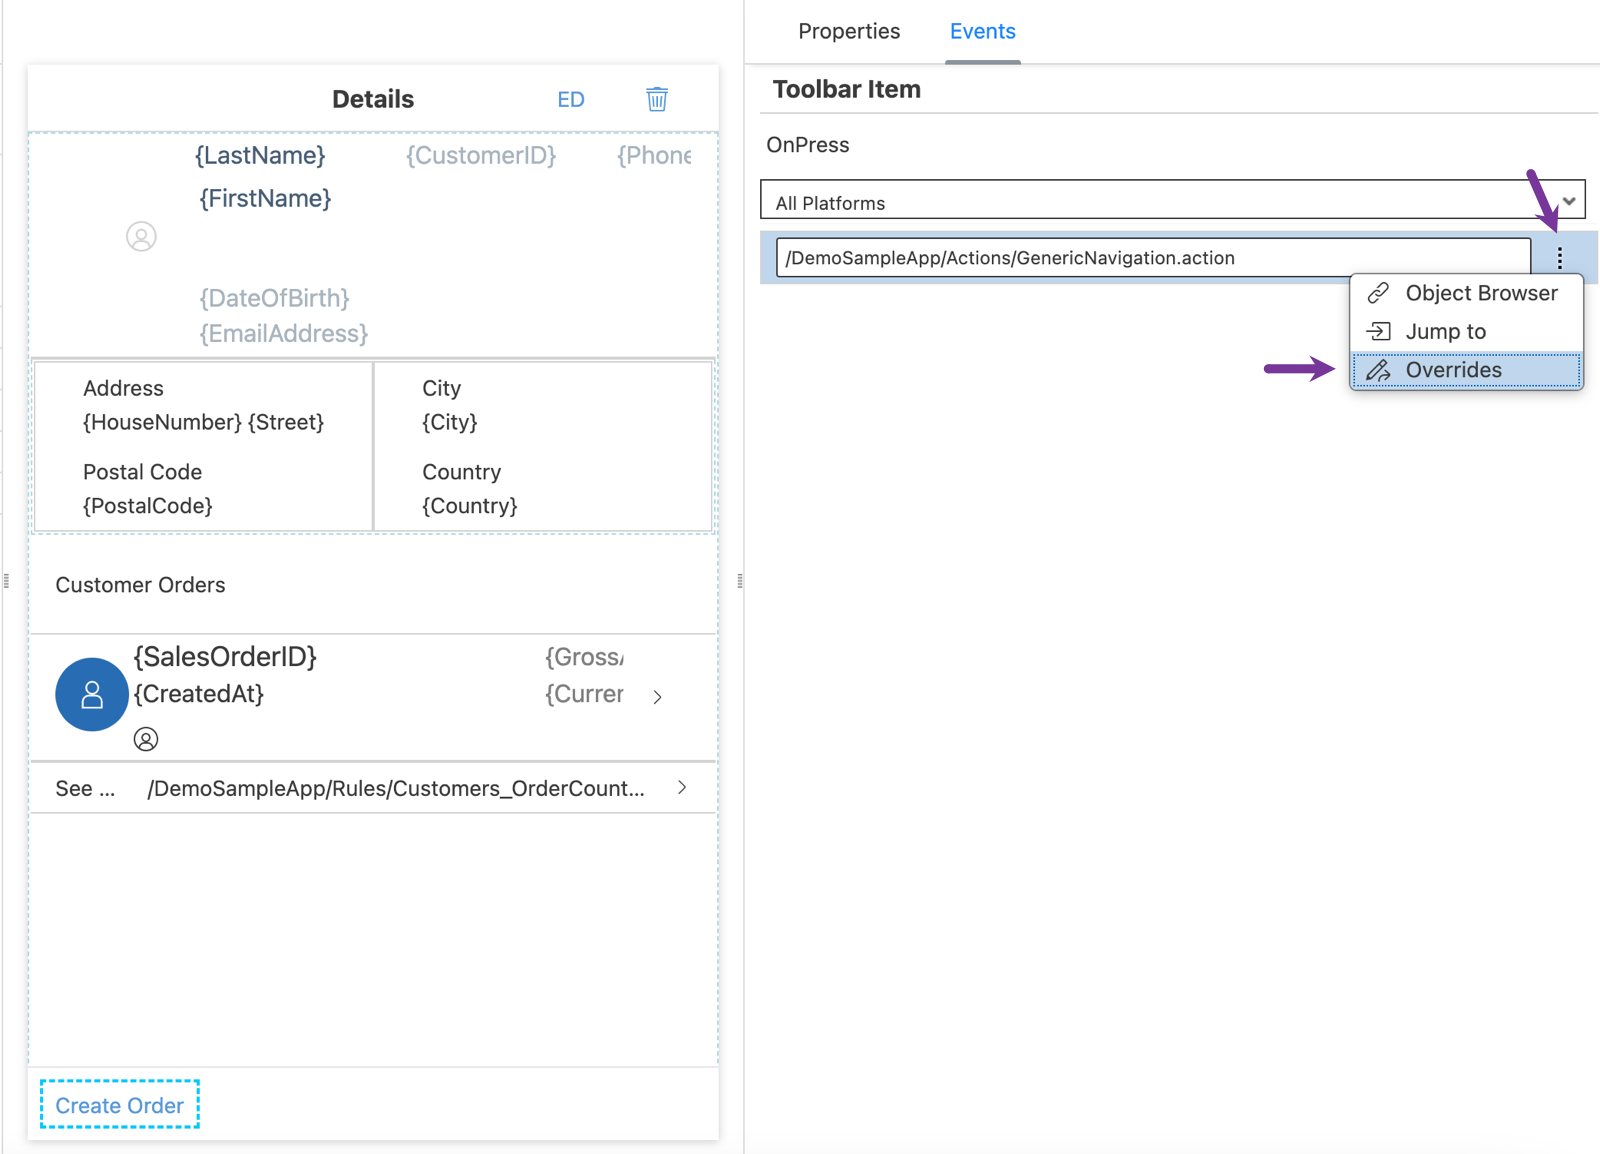 Properties Events
Details ED
Toolbar Item
OnPress
All Platforms
/DemoSampleApp/Actions/GenericNavigation.action
Object Browser
Jump to
Overrides
{LastName} {CustomerID} {Phone
{FirstName}
{DateOfBirth}
{EmailAddress}
Address
{HouseNumber} {Street}
City
{City}
Postal Code
{PostalCode}
Country
{Country}
Customer Orders
{SalesOrderID} {Gross
{CreatedAt} {Curren
See ... /DemoSampleApp/Rules/Customers_OrderCount...
Create Order